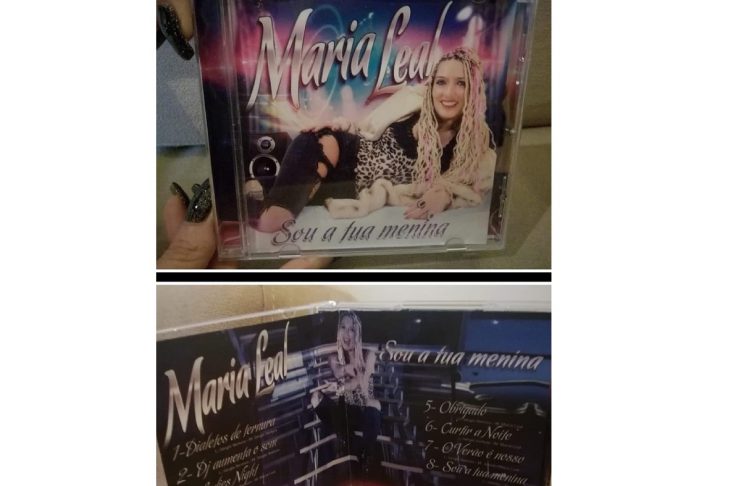 Maria Leal
Sou a tua menina
Maria Leal
1- Dialetos de ternura
2- Dj aumenta o som
Night
Sou a tua menina
5- Obrigado
6- Curtir a Noite
7- O Verão é nosso
8- Sou a tua menina